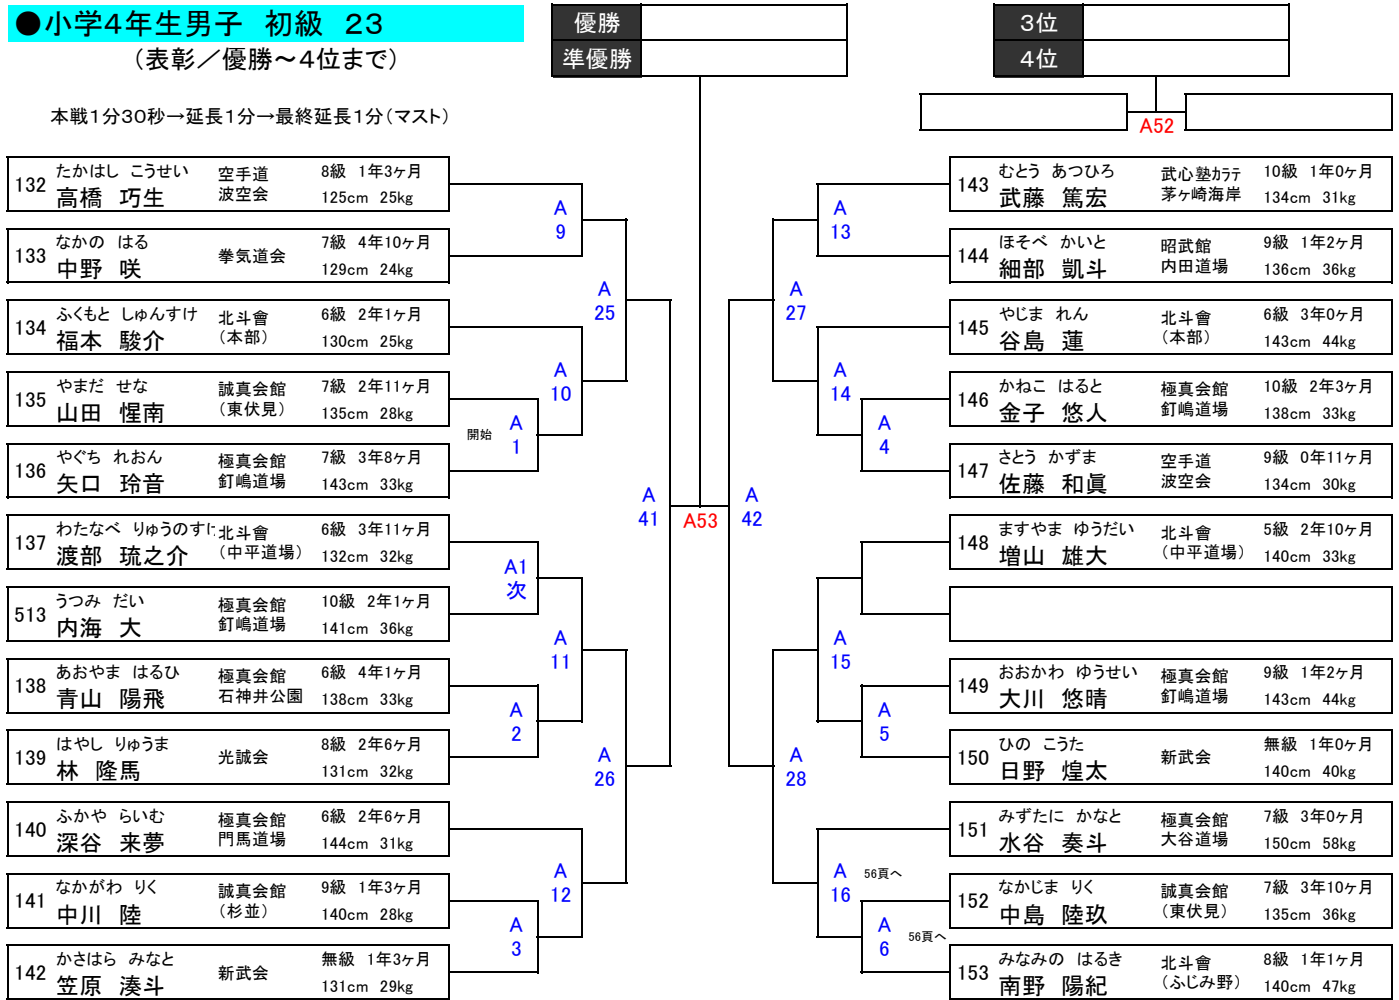 ●小学4年生男子　初級　23
（表彰／優勝～4位まで）
本戦1分30秒→延長1分→最終延長1分（マスト）
優勝
準優勝
3位
4位
A52
132 たかはし こうせい 高橋 巧生 空手道 波空会 8級 1年3ヶ月 125cm 25kg
133 なかの はる 中野 咲 拳気道会 7級 4年10ヶ月 129cm 24kg
134 ふくもと しゅんすけ 福本 駿介 北斗會 （本部） 6級 2年1ヶ月 130cm 25kg
135 やまだ せな 山田 惺南 誠真会館 （東伏見） 7級 2年11ヶ月 135cm 28kg
136 やぐち れおん 矢口 玲音 極真会館 釘嶋道場 7級 3年8ヶ月 143cm 33kg
137 わたなべ りゅうのすけ 渡部 琉之介 北斗會 （中平道場） 6級 3年11ヶ月 132cm 32kg
513 うつみ だい 内海 大 極真会館 釘嶋道場 10級 2年1ヶ月 141cm 36kg
138 あおやま はるひ 青山 陽飛 極真会館 石神井公園 6級 4年1ヶ月 138cm 33kg
139 はやし りゅうま 林 隆馬 光誠会 8級 2年6ヶ月 131cm 32kg
140 ふかや らいむ 深谷 来夢 極真会館 門馬道場 6級 2年6ヶ月 144cm 31kg
141 なかがわ りく 中川 陸 誠真会館 （杉並） 9級 1年3ヶ月 140cm 28kg
142 かさはら みなと 笠原 湊斗 新武会 無級 1年3ヶ月 131cm 29kg
A 9
A 25
A 10
開始 A 1
A 41
A53
A1 次
A 11
A 2
A 26
A 12
A 3
A 13
A 27
A 14
A 4
A 42
A 15
A 5
A 28
A 16 56頁へ
A 6 56頁へ
143 むとう あつひろ 武藤 篤宏 武心塾カラテ 茅ヶ崎海岸 10級 1年0ヶ月 134cm 31kg
144 ほそべ かいと 細部 凱斗 昭武館 内田道場 9級 1年2ヶ月 136cm 36kg
145 やじま れん 谷島 蓮 北斗會 （本部） 6級 3年0ヶ月 143cm 44kg
146 かねこ はると 金子 悠人 極真会館 釘嶋道場 10級 2年3ヶ月 138cm 33kg
147 さとう かずま 佐藤 和眞 空手道 波空会 9級 0年11ヶ月 134cm 30kg
148 ますやま ゆうだい 増山 雄大 北斗會 （中平道場） 5級 2年10ヶ月 140cm 33kg
149 おおかわ ゆうせい 大川 悠晴 極真会館 釘嶋道場 9級 1年2ヶ月 143cm 44kg
150 ひの こうた 日野 煌太 新武会 無級 1年0ヶ月 140cm 40kg
151 みずたに かなと 水谷 奏斗 極真会館 大谷道場 7級 3年0ヶ月 150cm 58kg
152 なかじま りく 中島 陸玖 誠真会館 （東伏見） 7級 3年10ヶ月 135cm 36kg
153 みなみの はるき 南野 陽紀 北斗會 （ふじみ野） 8級 1年1ヶ月 140cm 47kg